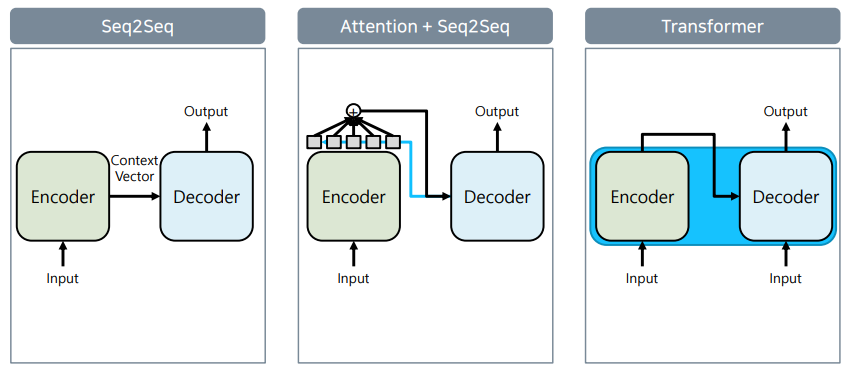 Seq2Seq
Output
Context
Vector
Encoder
Decoder
Input
Attention + Seq2Seq
Output
+
Encoder
Decoder
Input
Transformer
Output
Encoder
Decoder
Input
Input